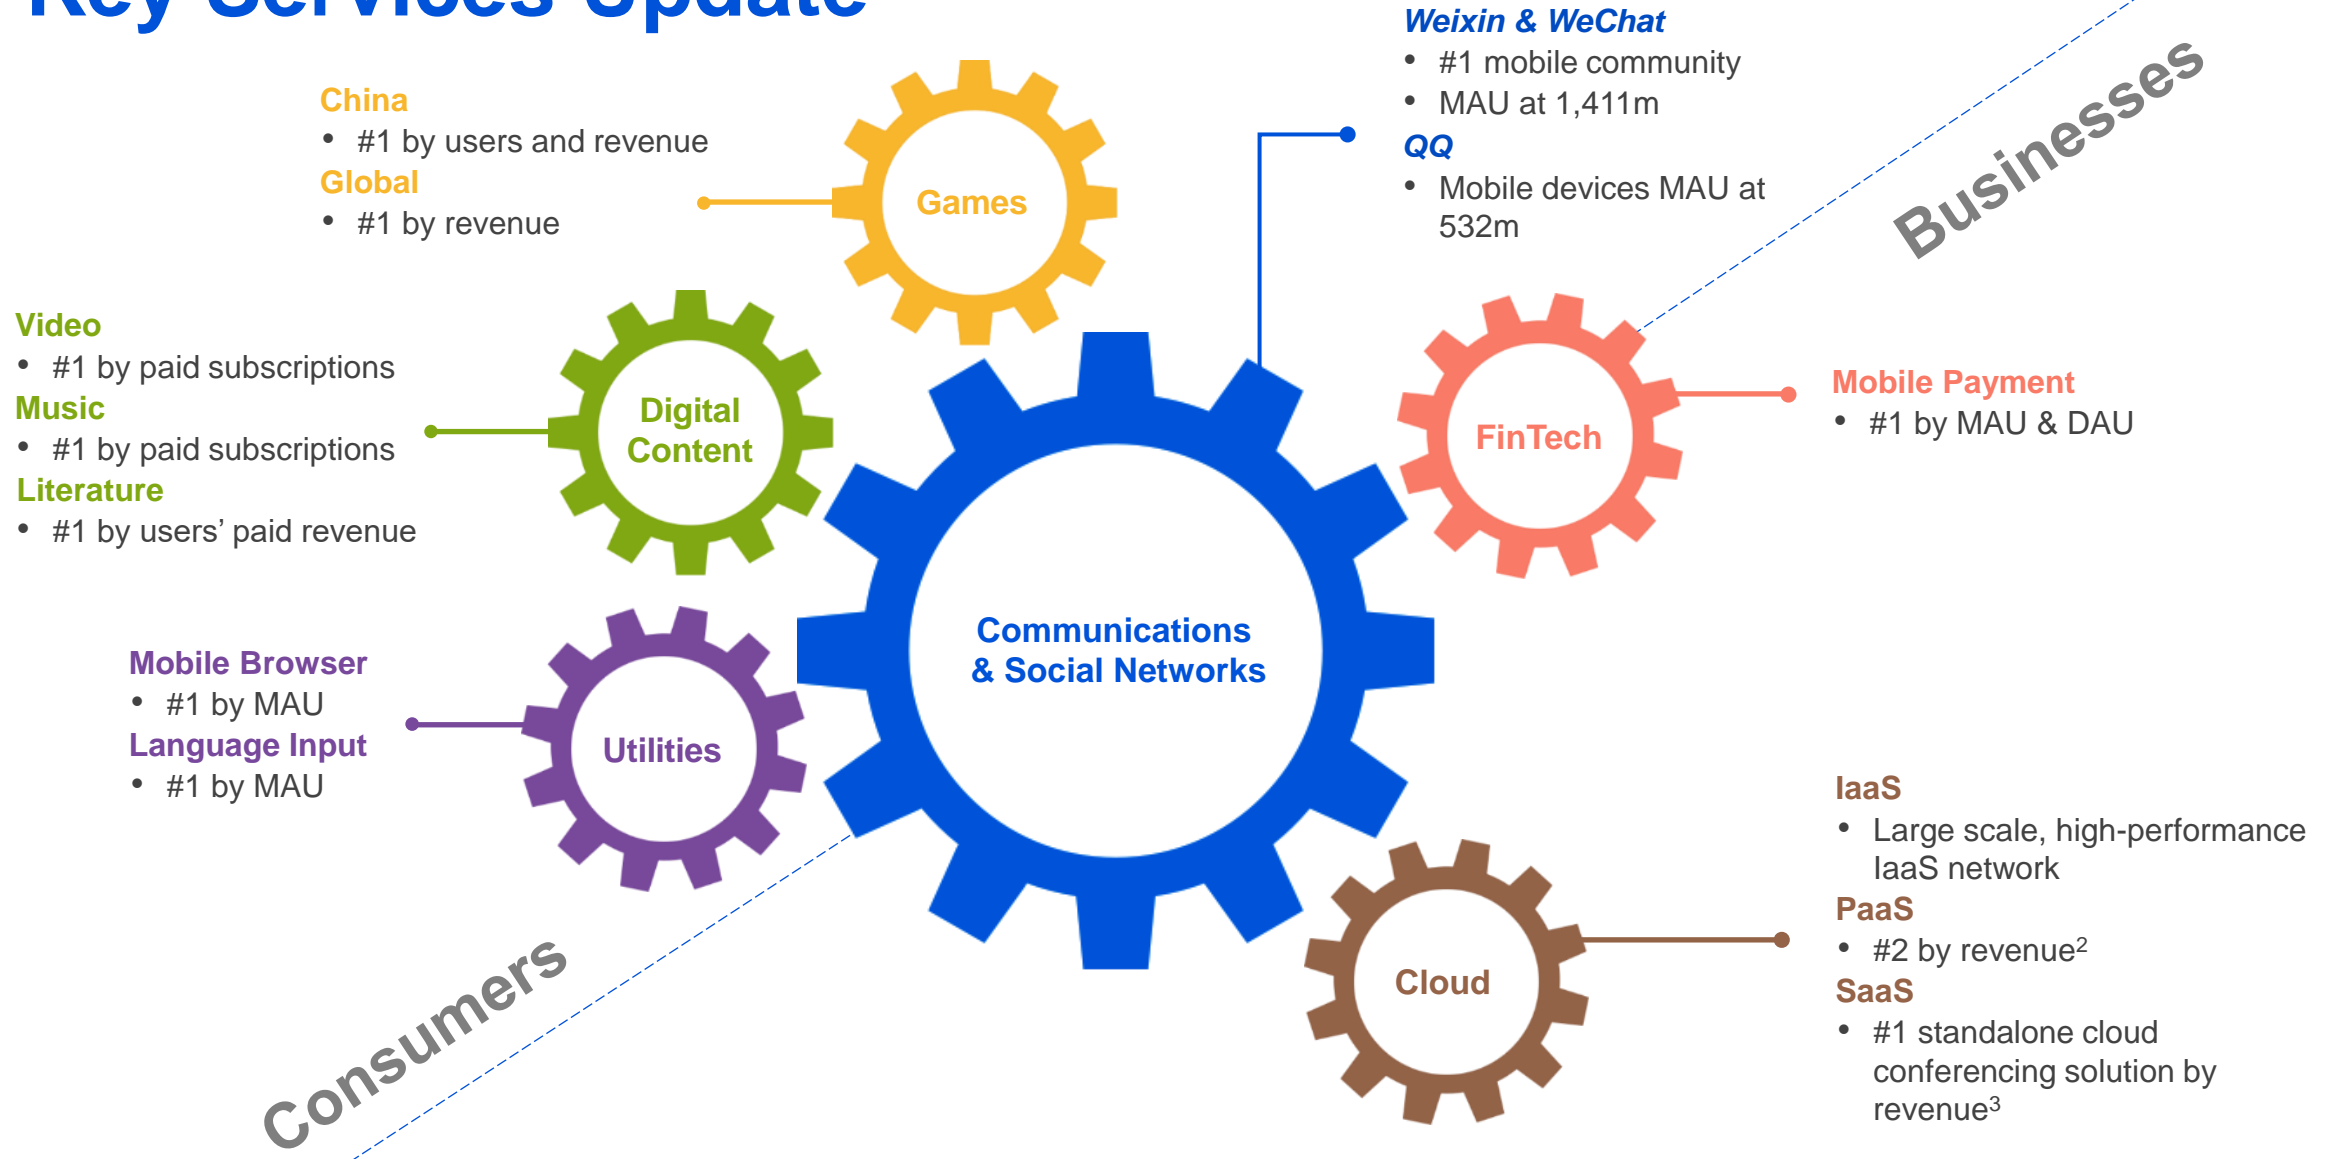 Key Services Update
China
• #1 by users and revenue
Global
• #1 by revenue
Games
Weixin & WeChat
• #1 mobile community
• MAU at 1,411m
QQ
• Mobile devices MAU at
532m
Businesses
Video
• #1 by paid subscriptions
Music
• #1 by paid subscriptions
Literature
• #1 by users’ paid revenue
Digital
Content
FinTech
Mobile Payment
• #1 by MAU & DAU
Communications
& Social Networks
Mobile Browser
• #1 by MAU
Language Input
• #1 by MAU
Utilities
Consumers
Cloud
IaaS
• Large scale, high-performance
IaaS network
PaaS
• #2 by revenue²
SaaS
• #1 standalone cloud
conferencing solution by
revenue³